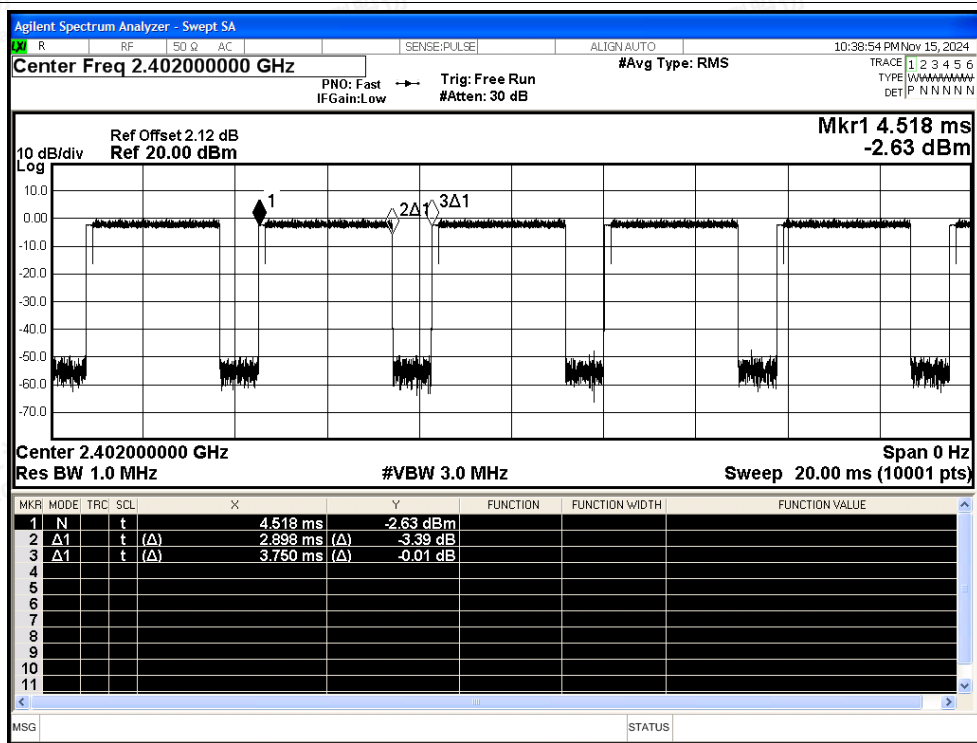 Agilent Spectrum Analyzer - Swept SA
LXI R RF 50 Ω AC SENSE:PULSE ALIGN AUTO 10:38:54 PM Nov 15, 2024
Center Freq 2.402000000 GHz
PNO: Fast
IFGain:Low
Trig: Free Run
#Atten: 30 dB
#Avg Type: RMS
TRACE 1 2 3 4 5 6
TYPE WWWWWW
DET P N N N N N
Mkr1 4.518 ms
-2.63 dBm
Ref Offset 2.12 dB
10 dB/div Ref 20.00 dBm
Log
10.0
0.00
-10.0
-20.0
-30.0
-40.0
-50.0
-60.0
-70.0
1
2Δ1
3Δ1
Center 2.402000000 GHz Span 0 Hz
Res BW 1.0 MHz #VBW 3.0 MHz Sweep 20.00 ms (10001 pts)
MKR MODE TRC SCL X Y FUNCTION FUNCTION WIDTH FUNCTION VALUE
1 N t 4.518 ms -2.63 dBm
2 Δ1 t (Δ) 2.898 ms (Δ) -3.39 dB
3 Δ1 t (Δ) 3.750 ms (Δ) -0.01 dB
4
5
6
7
8
9
10
11
MSG STATUS